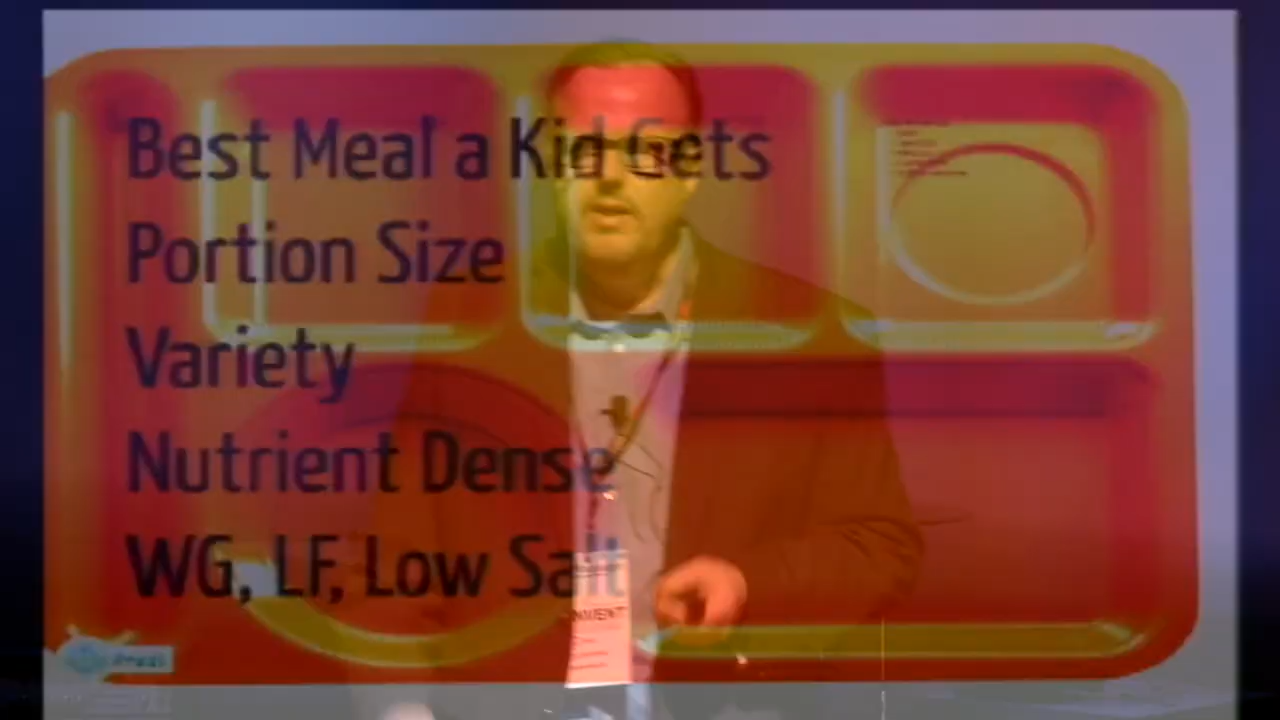 Best Meal a Kid Gets
Portion Size
Variety
Nutrient Dense
WG, LF, Low Salt